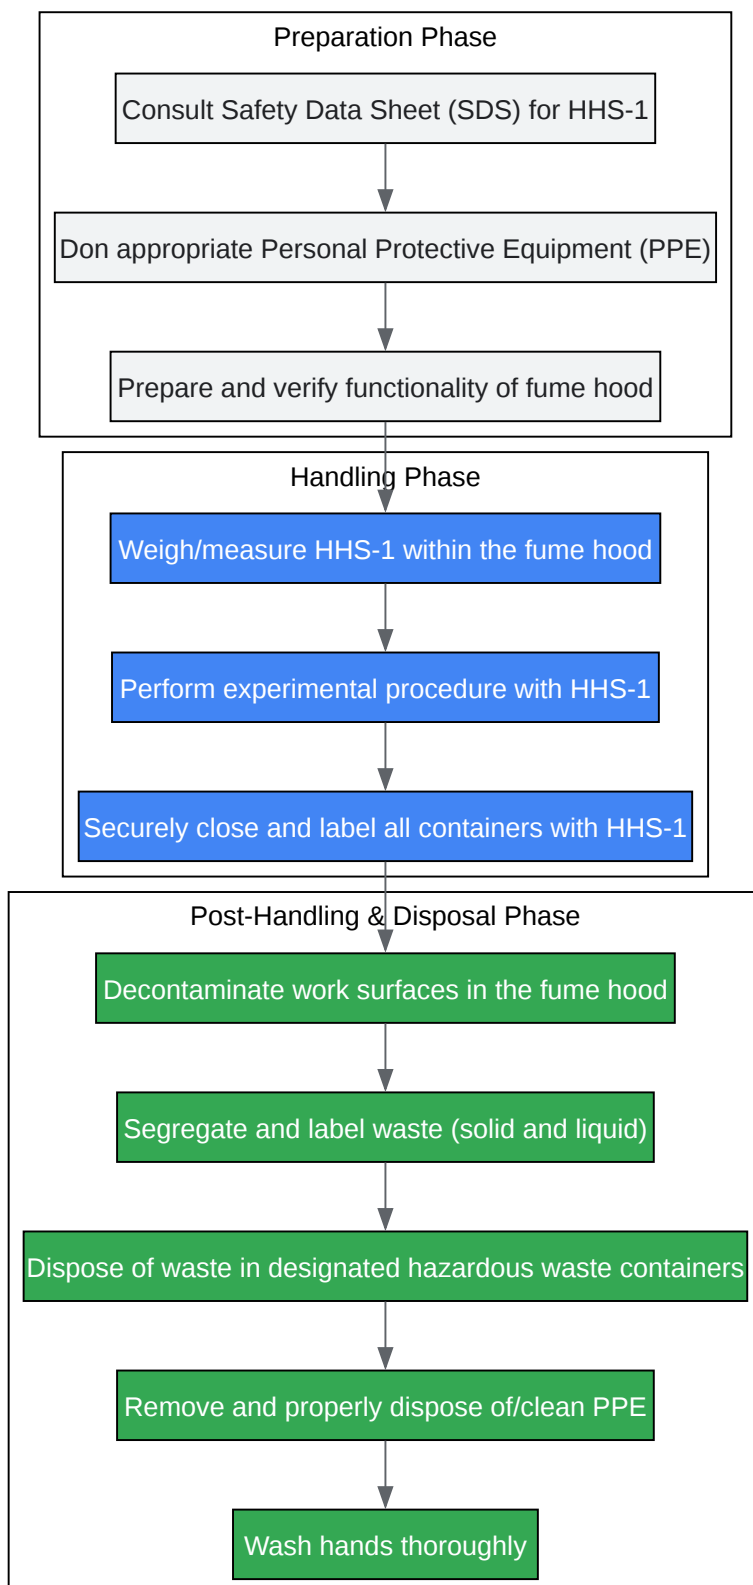 Preparation Phase
Consult Safety Data Sheet (SDS) for HHS-1
Don appropriate Personal Protective Equipment (PPE)
Prepare and verify functionality of fume hood
Handling Phase
Weigh/measure HHS-1 within the fume hood
Perform experimental procedure with HHS-1
Securely close and label all containers with HHS-1
Post-Handling & Disposal Phase
Decontaminate work surfaces in the fume hood
Segregate and label waste (solid and liquid)
Dispose of waste in designated hazardous waste containers
Remove and properly dispose of/clean PPE
Wash hands thoroughly